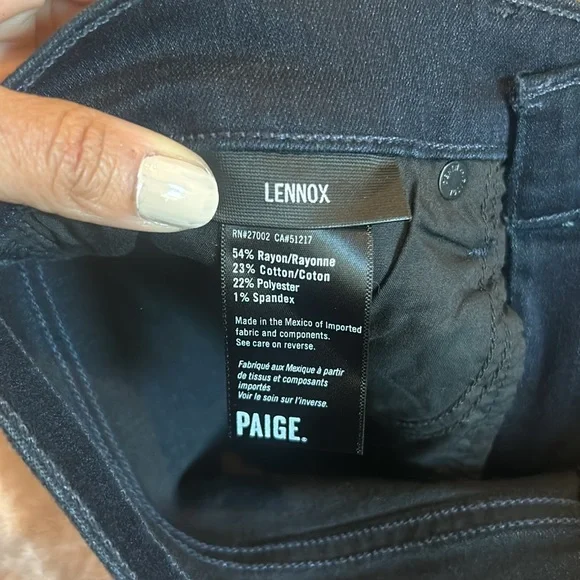 LENNOX
RN#27002 CA#51217
54% Rayon/Rayonne
23% Cotton/Coton
22% Polyester
1% Spandex
Made in the Mexico of Imported
fabric and components.
See care on reverse.
Fabriqué aux Mexique à partir
de tissus et composants
importés
Voir le soin sur l'inverse.
PAIGE.